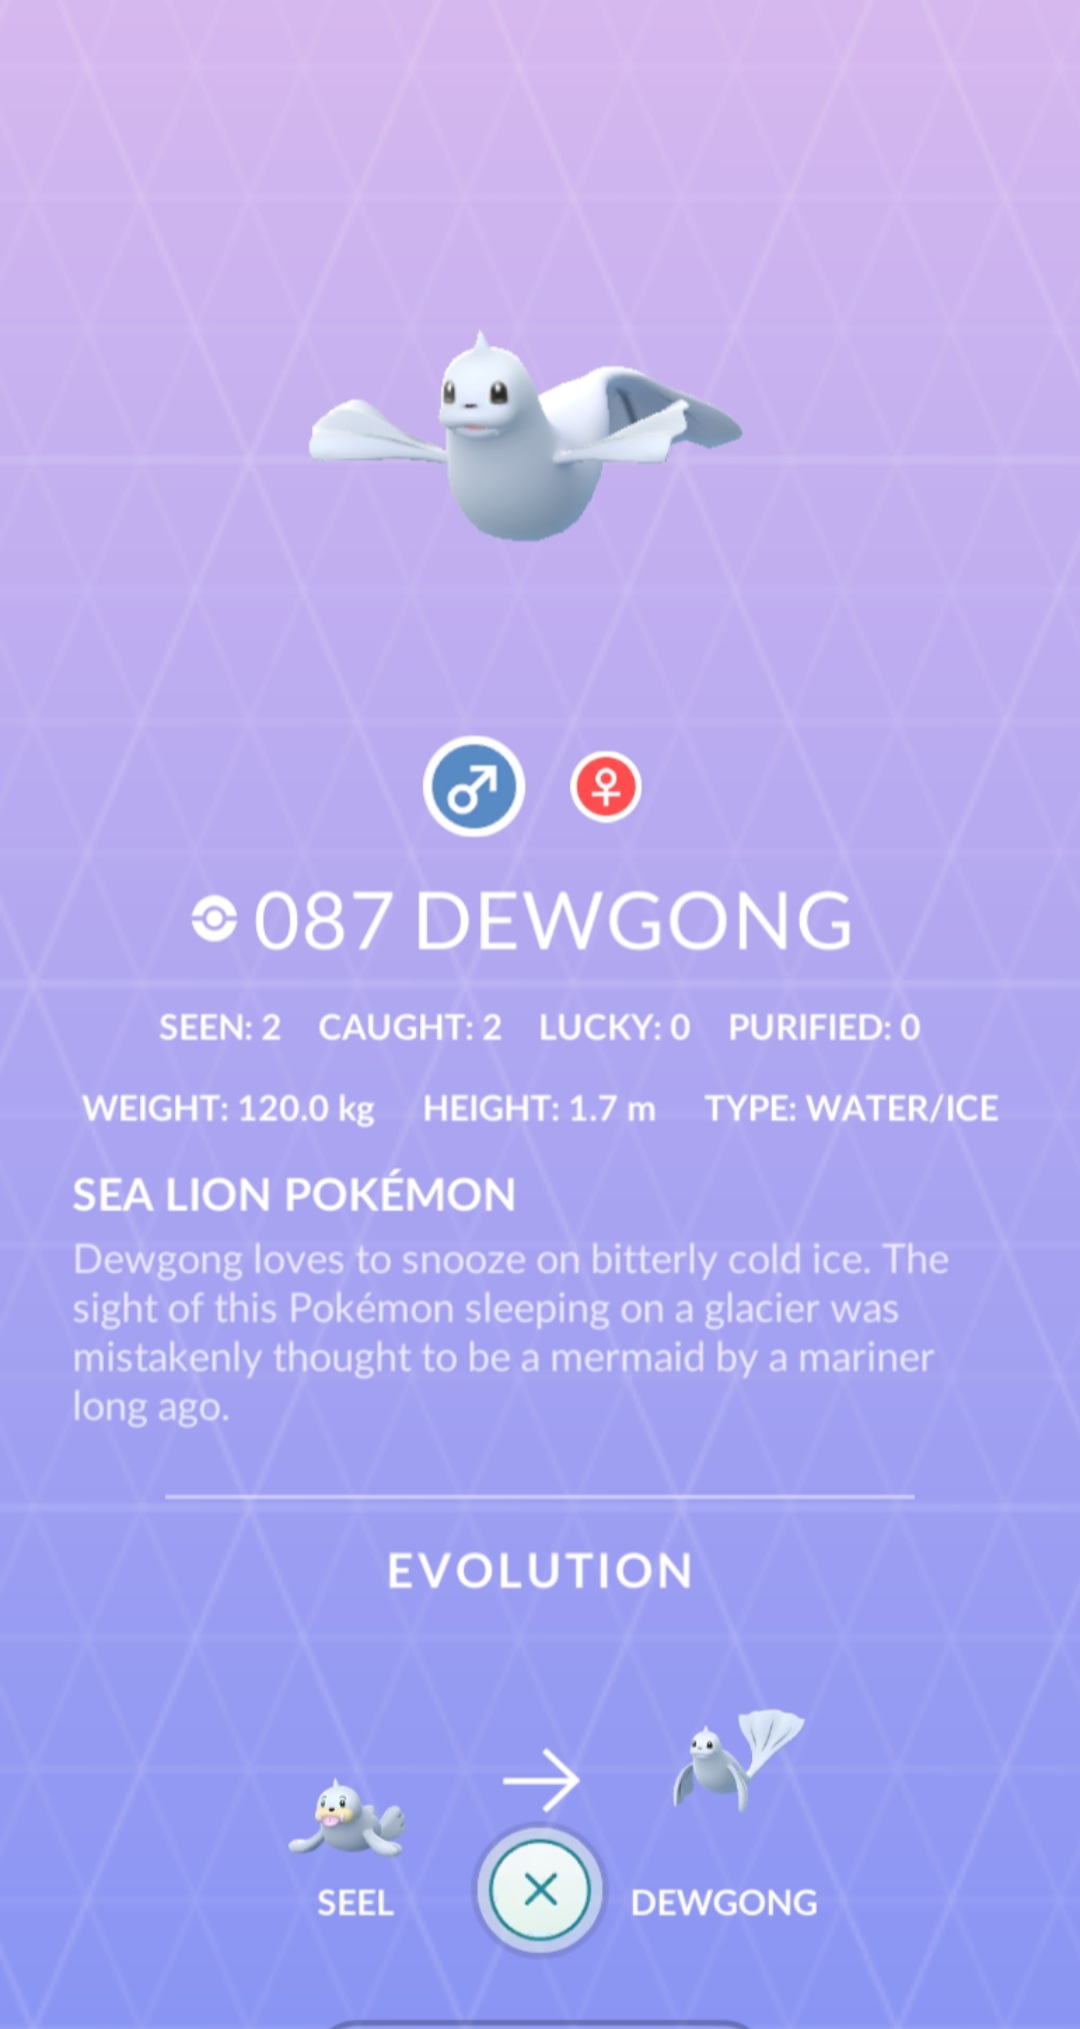 087 DEWGONG
SEEN: 2 CAUGHT: 2 LUCKY: 0 PURIFIED: 0
WEIGHT: 120.0 kg HEIGHT: 1.7 m TYPE: WATER/ICE
SEA LION POKÉMON
Dewgong loves to snooze on bitterly cold ice. The
sight of this Pokémon sleeping on a glacier was
mistakenly thought to be a mermaid by a mariner
long ago.
EVOLUTION
SEEL DEWGONG